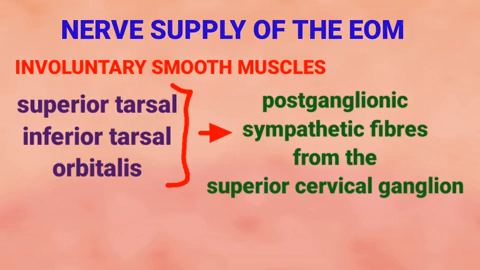 NERVE SUPPLY OF THE EOM
INVOLUNTARY SMOOTH MUSCLES
superior tarsal
inferior tarsal
orbitalis
postganglionic
sympathetic fibres
from the
superior cervical ganglion